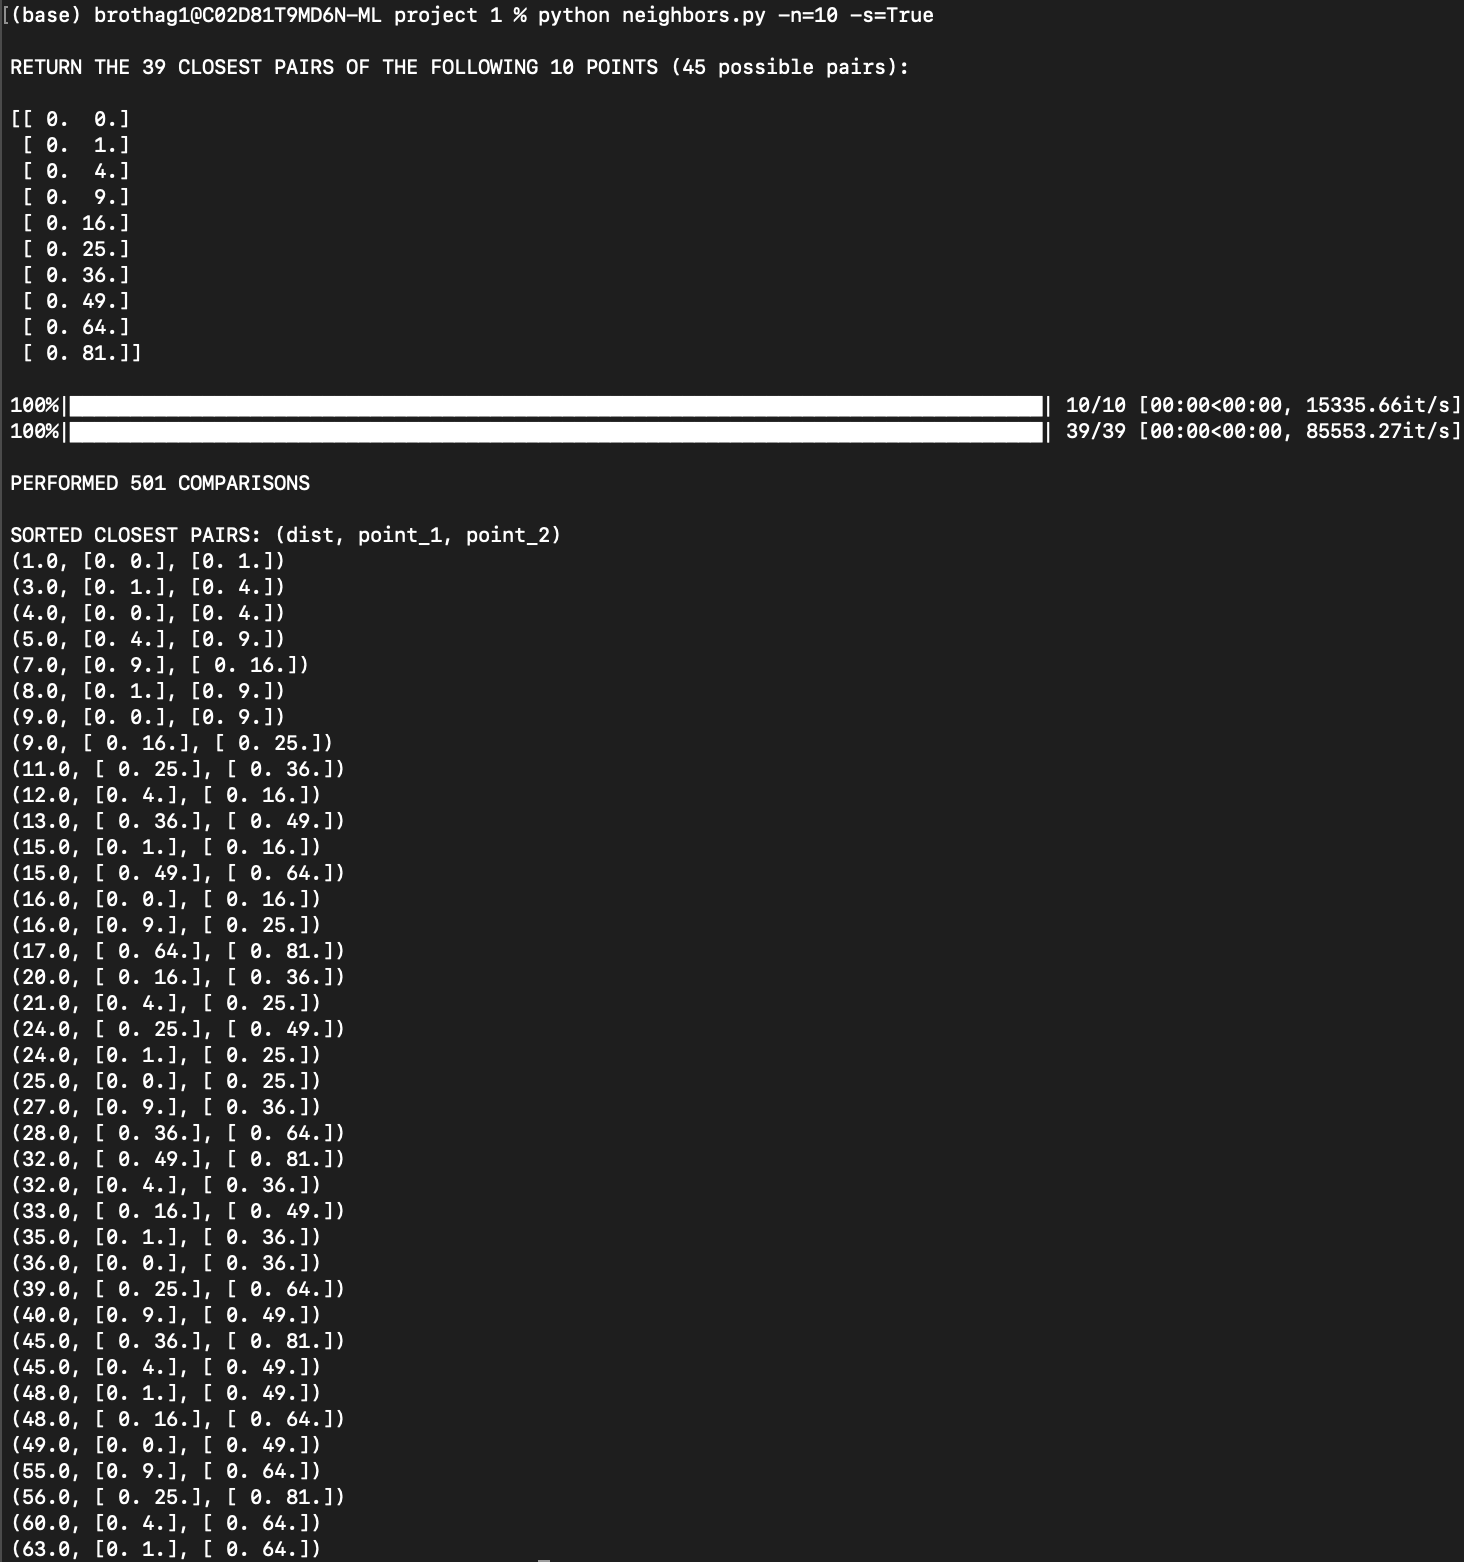 [(base) brothag1@C02D81T9MD6N-ML project 1 % python neighbors.py -n=10 -s=True
RETURN THE 39 CLOSEST PAIRS OF THE FOLLOWING 10 POINTS (45 possible pairs):
[[ 0.  0.]
 [ 0.  1.]
 [ 0.  4.]
 [ 0.  9.]
 [ 0. 16.]
 [ 0. 25.]
 [ 0. 36.]
 [ 0. 49.]
 [ 0. 64.]
 [ 0. 81.]]
100%|| 10/10 [00:00<00:00, 15335.66it/s]
100%|| 39/39 [00:00<00:00, 85553.27it/s]
PERFORMED 501 COMPARISONS
SORTED CLOSEST PAIRS: (dist, point_1, point_2)
(1.0, [0. 0.], [0. 1.])
(3.0, [0. 1.], [0. 4.])
(4.0, [0. 0.], [0. 4.])
(5.0, [0. 4.], [0. 9.])
(7.0, [0. 9.], [ 0. 16.])
(8.0, [0. 1.], [0. 9.])
(9.0, [0. 0.], [0. 9.])
(9.0, [ 0. 16.], [ 0. 25.])
(11.0, [ 0. 25.], [ 0. 36.])
(12.0, [0. 4.], [ 0. 16.])
(13.0, [ 0. 36.], [ 0. 49.])
(15.0, [0. 1.], [ 0. 16.])
(15.0, [ 0. 49.], [ 0. 64.])
(16.0, [0. 0.], [ 0. 16.])
(16.0, [0. 9.], [ 0. 25.])
(17.0, [ 0. 64.], [ 0. 81.])
(20.0, [ 0. 16.], [ 0. 36.])
(21.0, [0. 4.], [ 0. 25.])
(24.0, [ 0. 25.], [ 0. 49.])
(24.0, [0. 1.], [ 0. 25.])
(25.0, [0. 0.], [ 0. 25.])
(27.0, [0. 9.], [ 0. 36.])
(28.0, [ 0. 36.], [ 0. 64.])
(32.0, [ 0. 49.], [ 0. 81.])
(32.0, [0. 4.], [ 0. 36.])
(33.0, [ 0. 16.], [ 0. 49.])
(35.0, [0. 1.], [ 0. 36.])
(36.0, [0. 0.], [ 0. 36.])
(39.0, [ 0. 25.], [ 0. 64.])
(40.0, [0. 9.], [ 0. 49.])
(45.0, [ 0. 36.], [ 0. 81.])
(45.0, [0. 4.], [ 0. 49.])
(48.0, [0. 1.], [ 0. 49.])
(48.0, [ 0. 16.], [ 0. 64.])
(49.0, [0. 0.], [ 0. 49.])
(55.0, [0. 9.], [ 0. 64.])
(56.0, [ 0. 25.], [ 0. 81.])
(60.0, [0. 4.], [ 0. 64.])
(63.0, [0. 1.], [ 0. 64.])